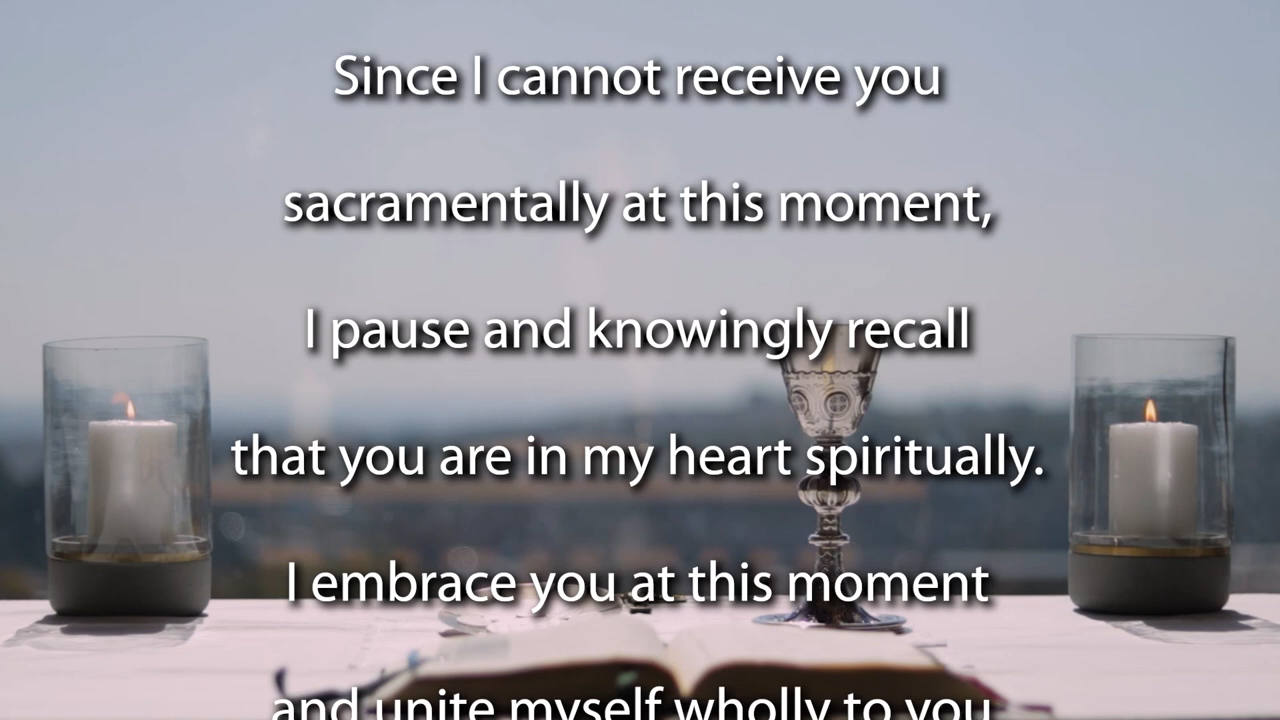 Since I cannot receive you
sacramentally at this moment,
I pause and knowingly recall
that you are in my heart spiritually.
I embrace you at this moment
and unite myself wholly to you